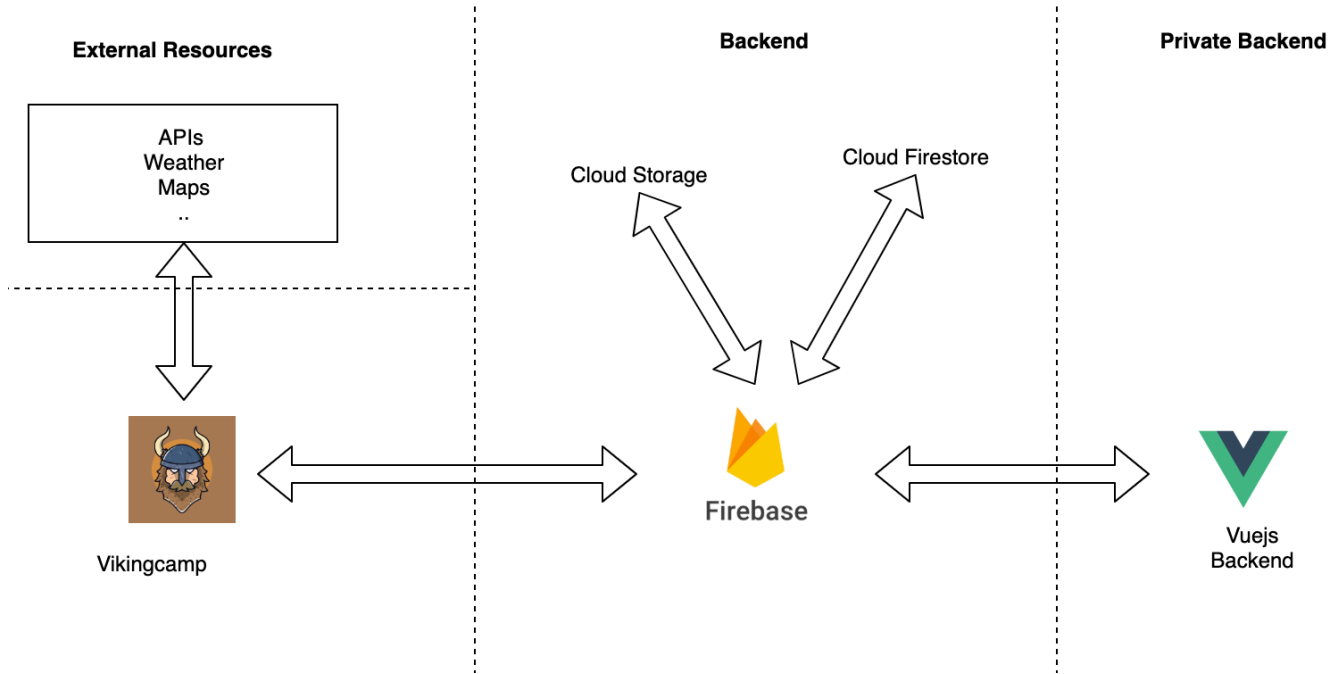 External Resources
Backend
Private Backend
APIs
Weather
Maps
..
Cloud Storage
Cloud Firestore
Firebase
Vikingcamp
Vuejs
Backend